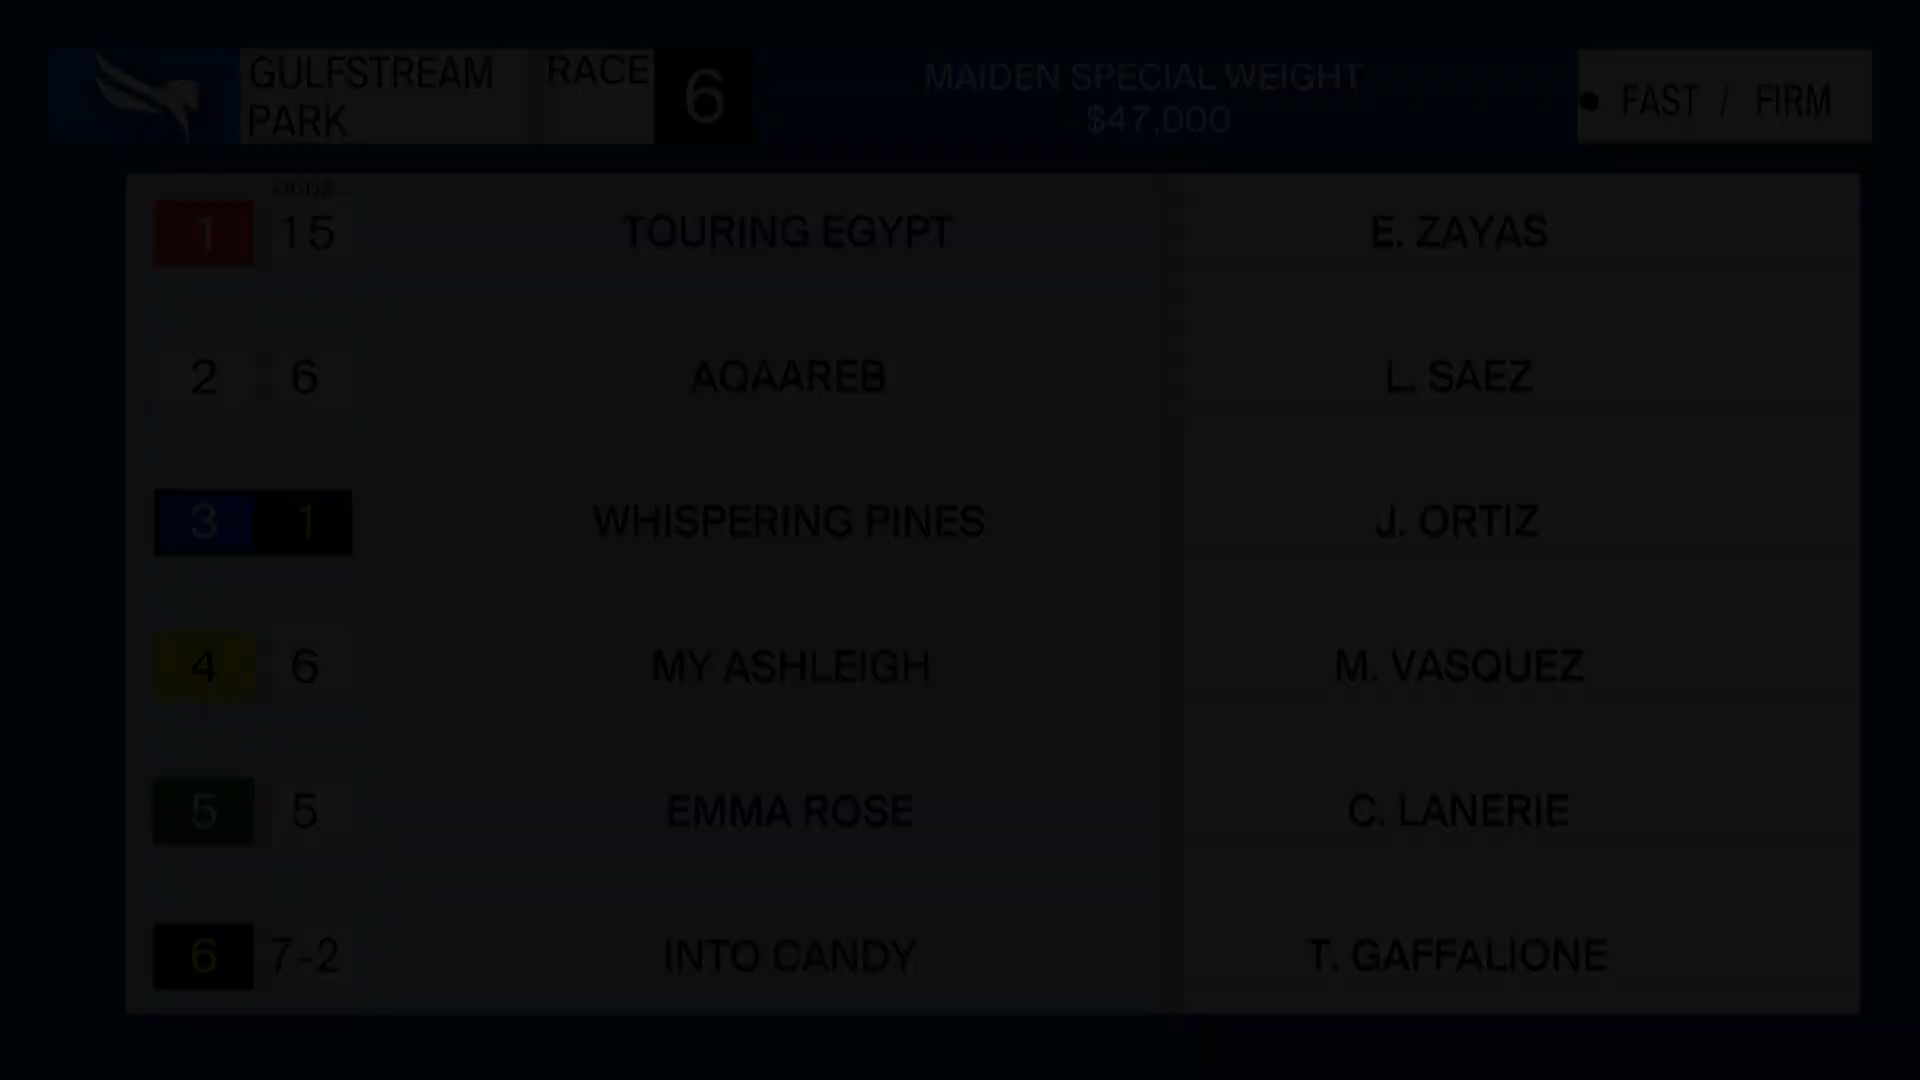 GULFSTREAM
PARK
RACE
6
MAIDEN SPECIAL WEIGHT
$47,000
FAST / FIRM
ODDS
1 15 TOURING EGYPT E. ZAYAS
2 6 AQAAREB L. SAEZ
3 1 WHISPERING PINES J. ORTIZ
4 6 MY ASHLEIGH M. VASQUEZ
5 5 EMMA ROSE C. LANERIE
6 7-2 INTO CANDY T. GAFFALIONE